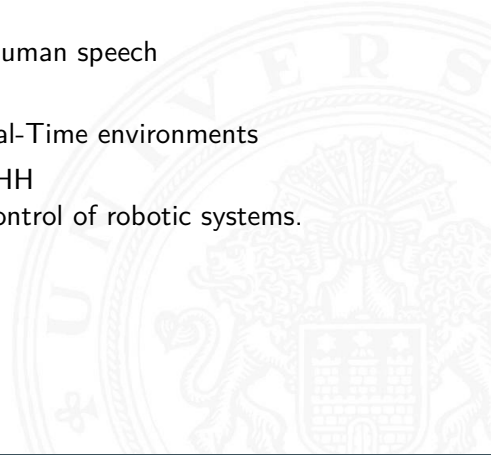 uman speech
al-Time environments
HH
ontrol of robotic systems.
U N I V E R S